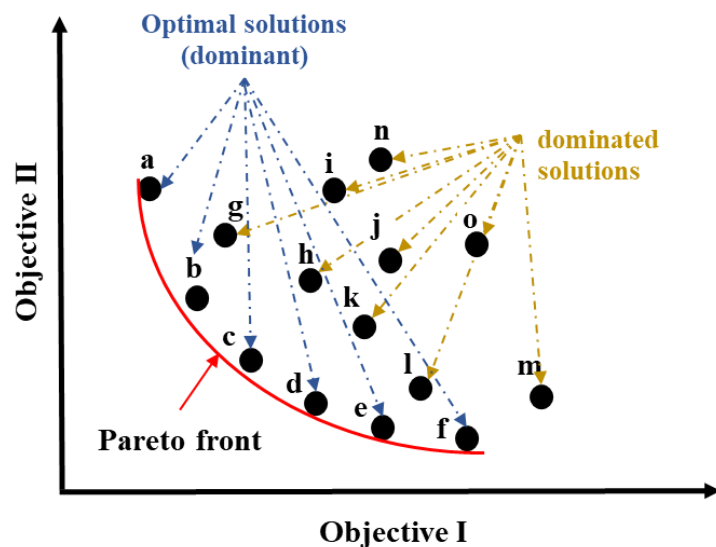 Optimal solutions
(dominant)
n
a
i
dominated
solutions
g
o
j
h
b
k
c
l
m
d
e
f
Pareto front
Objective II
Objective I